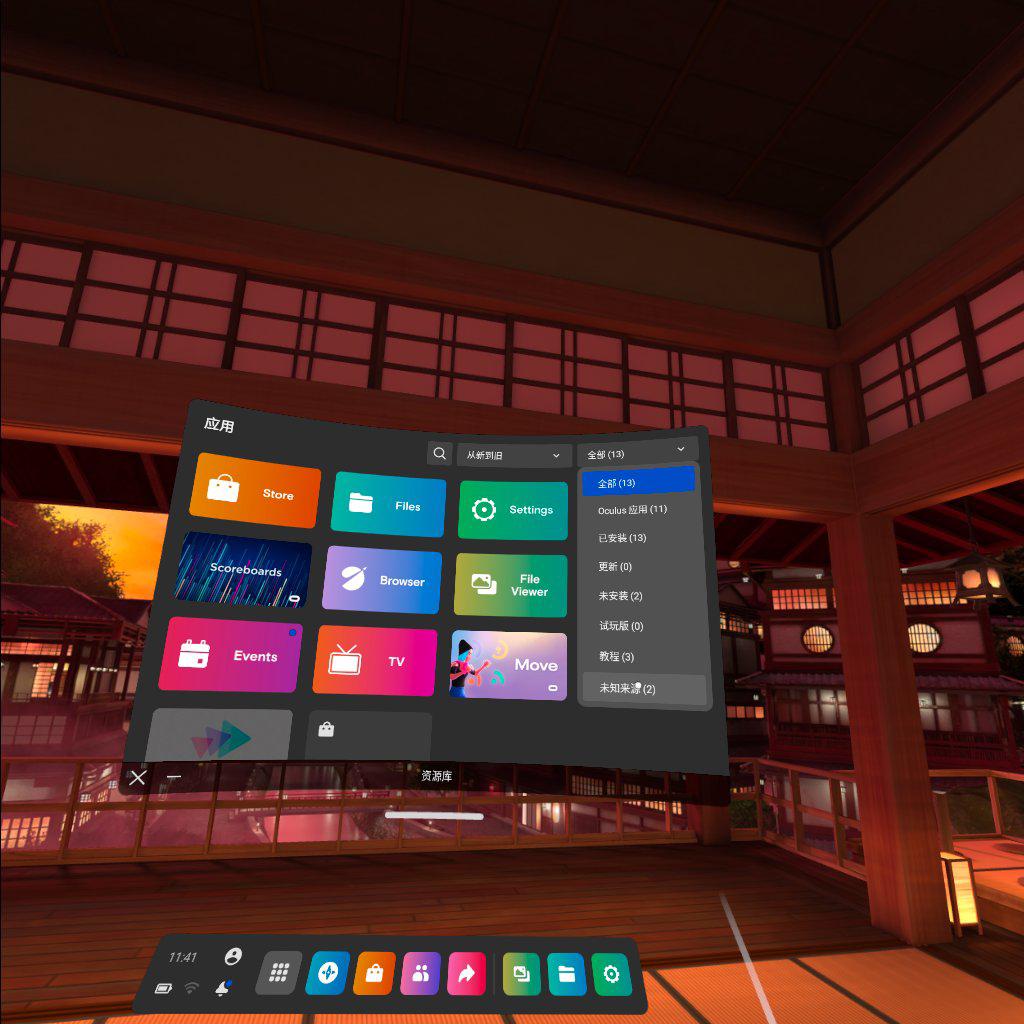 应用
从新到旧
全部 (13)
Store
Files
Settings
Scoreboards
Browser
File
Viewer
Events
TV
Move
全部 (13)
Oculus 应用 (11)
已安装 (13)
更新 (0)
未安装 (2)
试玩版 (0)
教程 (3)
未知来源 (2)
资源库
11:41